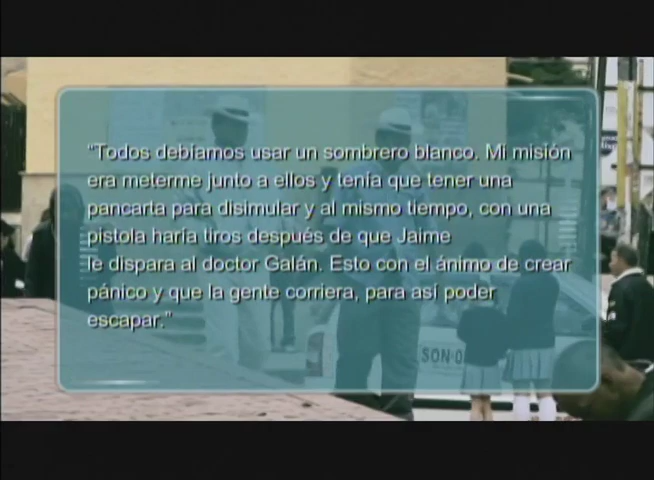 "Todos debíamos usar un sombrero blanco. Mi misión
era meterme junto a ellos y tenía que tener una
pancarta para disimular y al mismo tiempo, con una
pistola haría tiros después de que Jaime
le dispara al doctor Galán. Esto con el ánimo de crear
pánico y que la gente corriera, para así poder
escapar."
SON